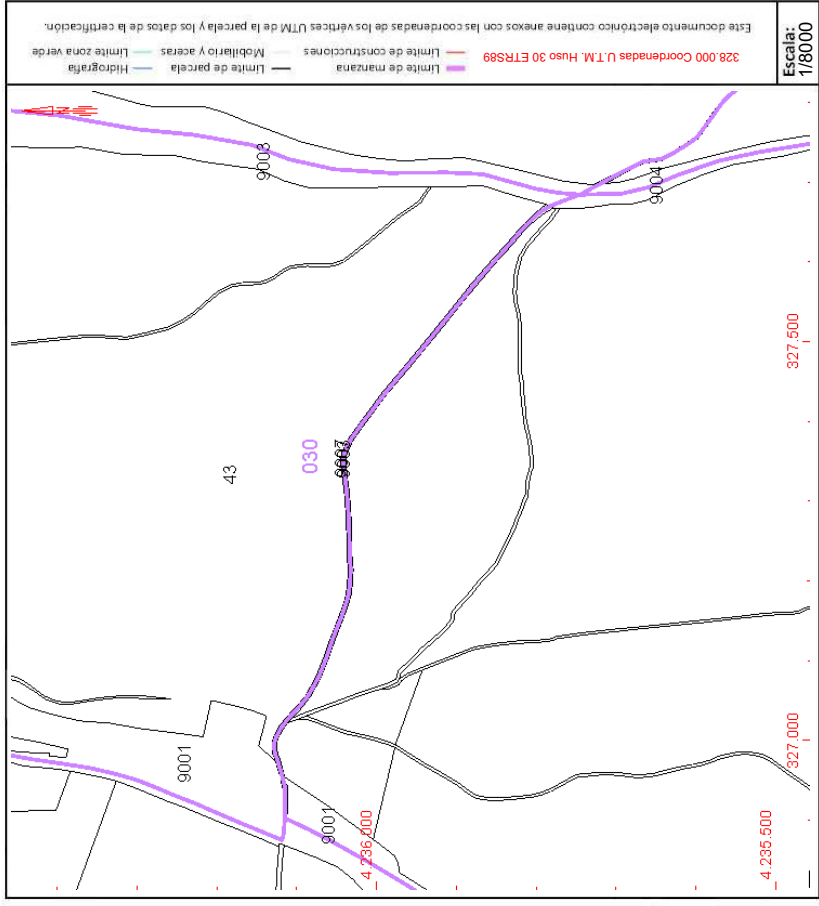 Este documento electrónico contiene anexos con las coordenadas de los vértices UTM de la parcela y los datos de la certificación.
328.000 Coordenadas U.T.M. Huso 30 ETRS89
Límite de manzana
Límite de construcciones
Límite de parcela
Mobiliario y aceras
Hidrografía
Límite zona verde
Escala:
1/8000
9003
9004
327.500
43
030
9007
9001
9001
327.000
4.236.000
4.235.500